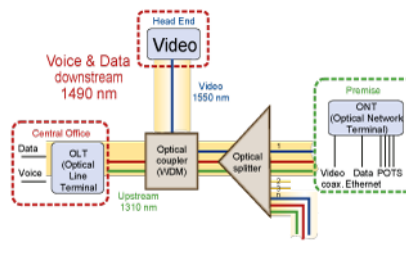 Head End
Video
Voice & Data
downstream
1490 nm
Video
1550 nm
Premise
ONT
(Optical Network
Terminal)
Central Office
Data
OLT
(Optical
Line
Terminal
Voice
Optical
coupler
(WDM)
Optical
splitter
1
Video
coax.
Data
Ethernet
POTS
Upstream
1310 nm